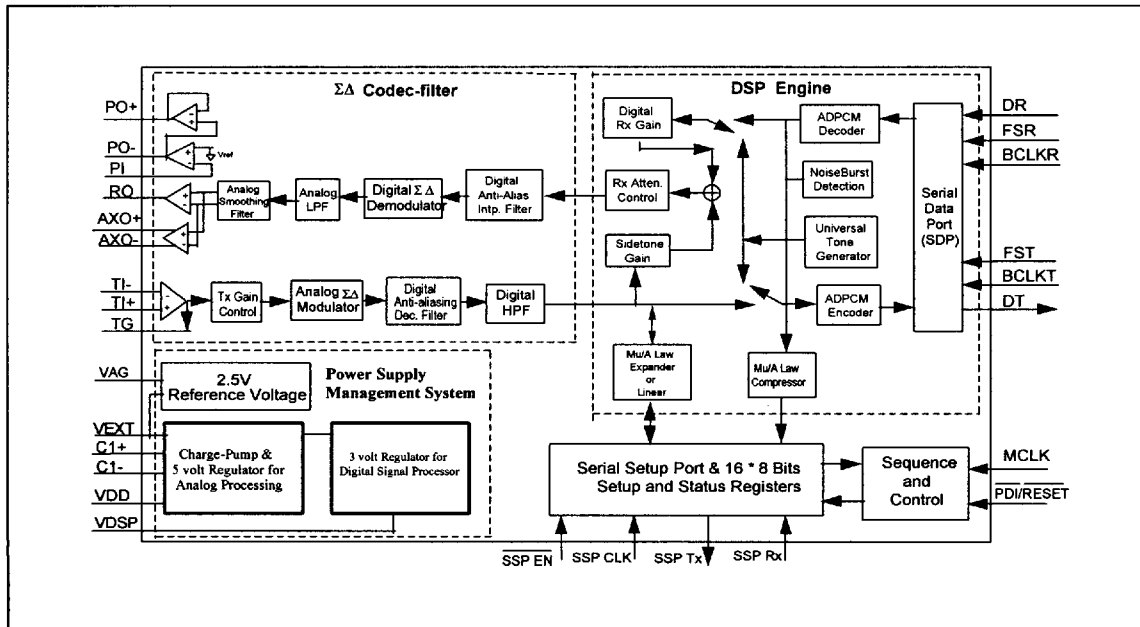 ΣΔ Codec-filter
DSP Engine
PO+
PO-
Vref
PI
RO
AXO+
AXO-
TI-
TI+
TG
Analog
Smoothing
Filter
Analog
LPF
Digital ΣΔ
Demodulator
Digital
Anti-Alias
Intp. Filter
Tx Gain
Control
Analog ΣΔ
Modulator
Digital
Anti-aliasing
Dec. Filter
Digital
HPF
Digital
Rx Gain
Rx Atten.
Control
Sidetone
Gain
ADPCM
Decoder
NoiseBurst
Detection
Universal
Tone
Generator
ADPCM
Encoder
Mu/A Law
Expander
or
Linear
Mu/A Law
Compressor
Serial
Data
Port
(SDP)
DR
FSR
BCLKR
FST
BCLKT
DT
VAG
VEXT
C1+
C1-
VDD
VDSP
2.5V
Reference Voltage
Power Supply
Management System
Charge-Pump &
5 volt Regulator for
Analog Processing
3 volt Regulator for
Digital Signal Processor
Serial Setup Port & 16 * 8 Bits
Setup and Status Registers
Sequence
and
Control
MCLK
PDI/RESET
SSP EN
SSP CLK
SSP Tx
SSP Rx